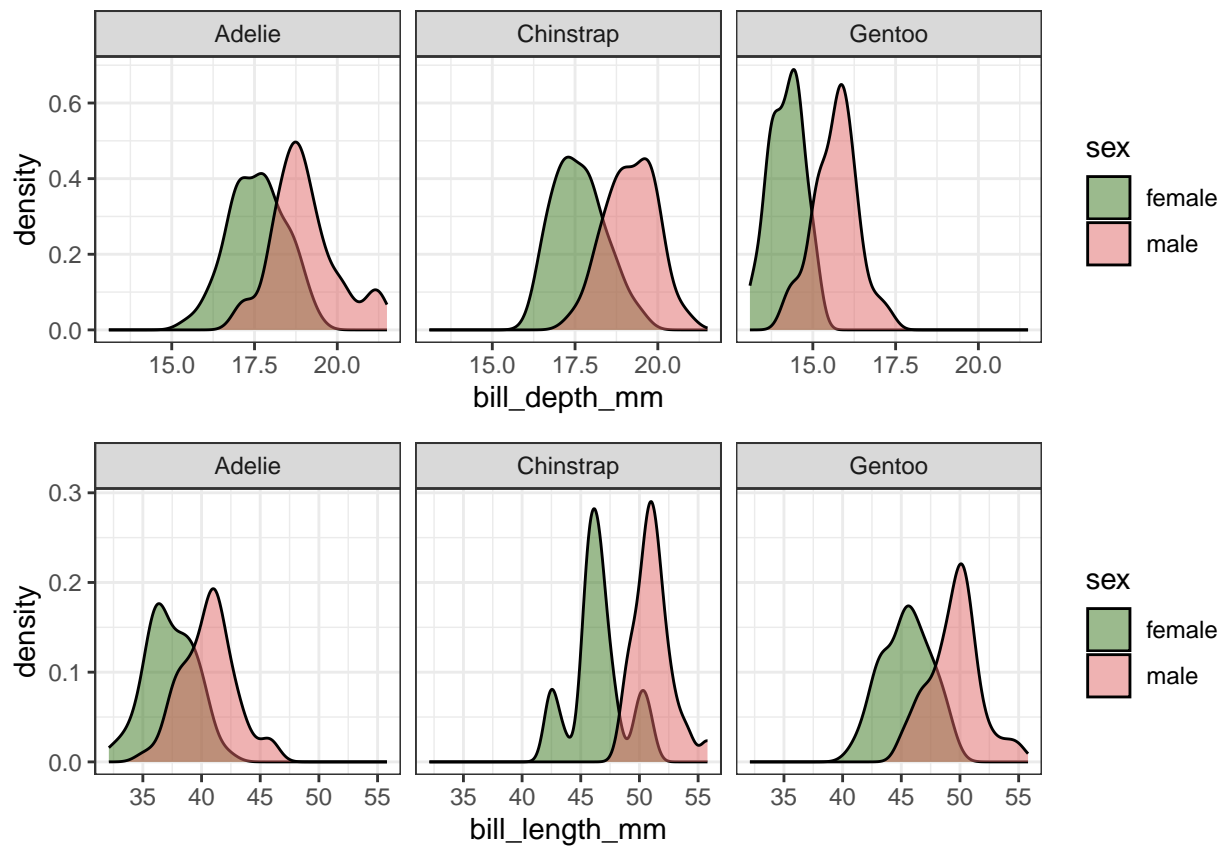 Adelie Chinstrap Gentoo
0.6
0.4
0.2
0.0
density
15.0 17.5 20.0 15.0 17.5 20.0 15.0 17.5 20.0
bill_depth_mm
sex
female
male
Adelie Chinstrap Gentoo
0.3
0.2
0.1
0.0
density
35 40 45 50 55 35 40 45 50 55 35 40 45 50 55
bill_length_mm
sex
female
male